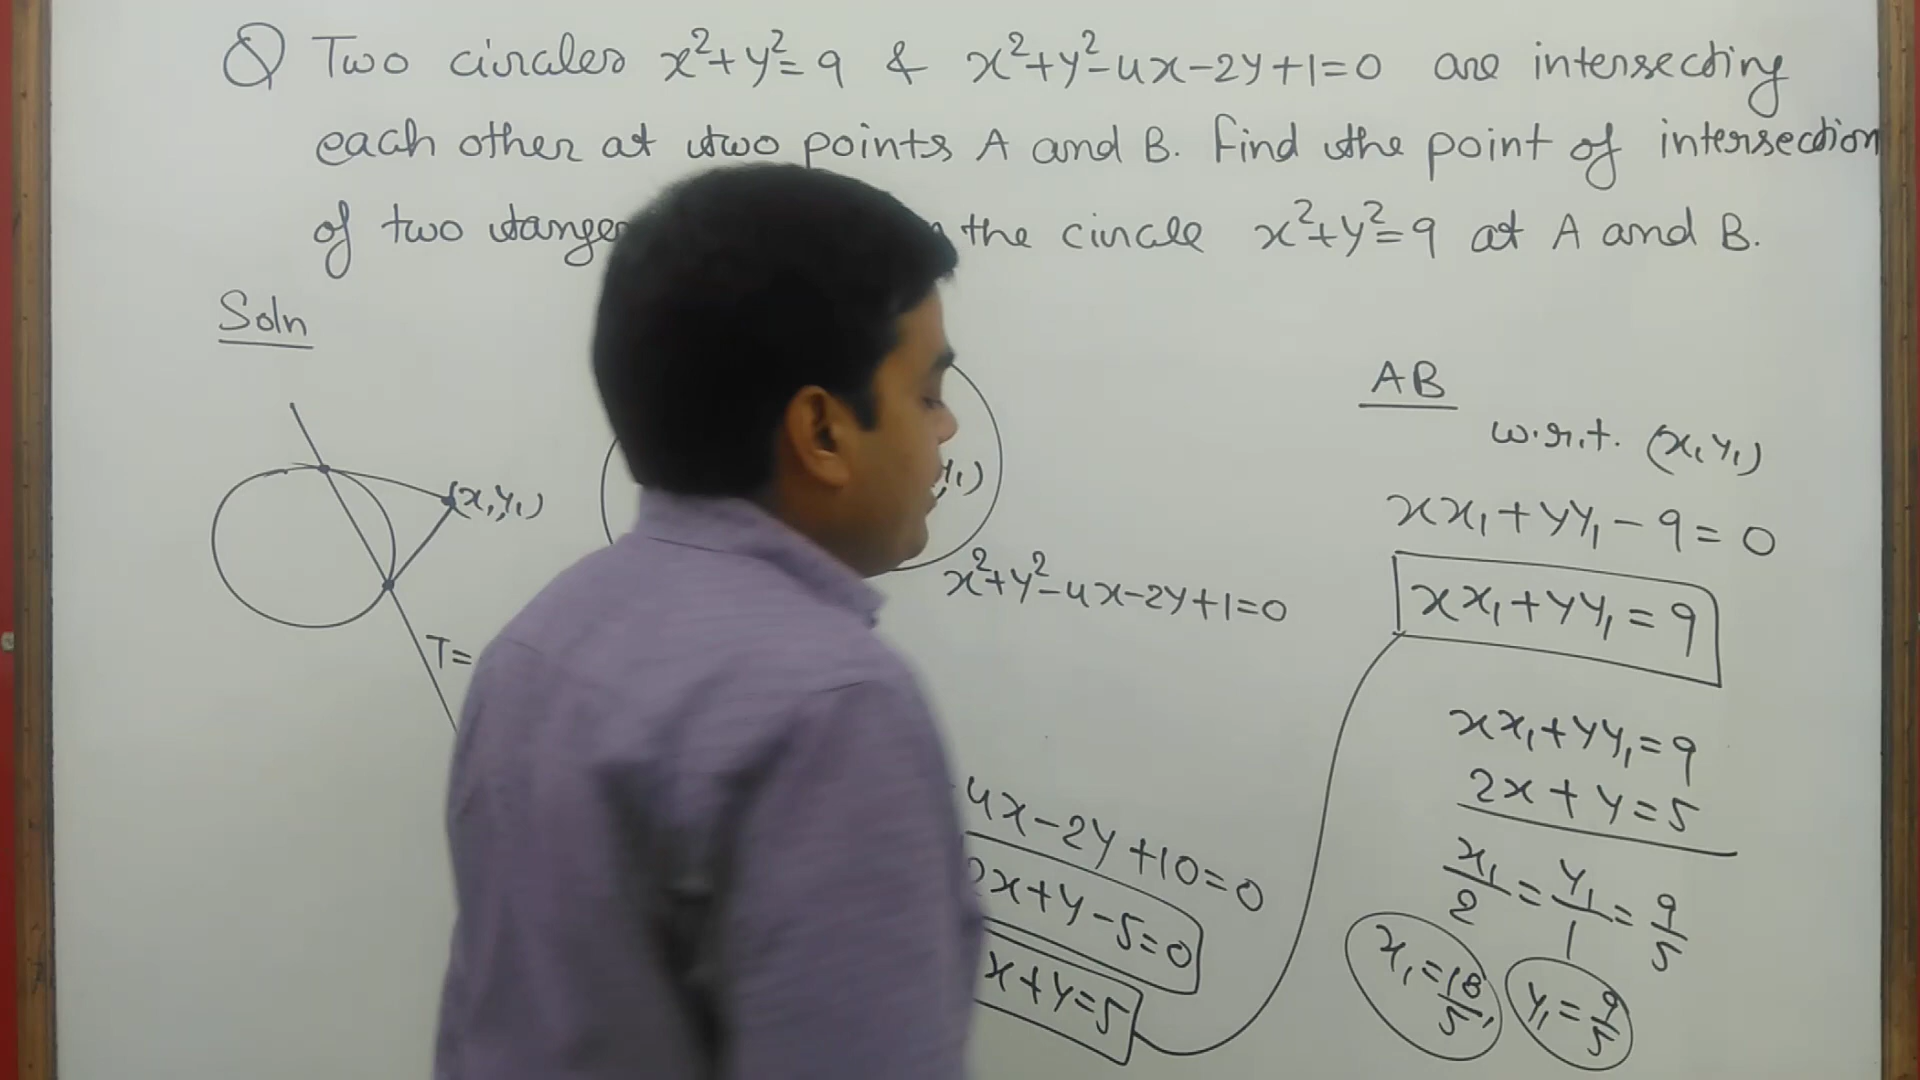 Q Two circles x²+y²=9 & x²+y²-4x-2y+1=0 are intersecting
each other at two points A and B. Find the point of intersection
of two the circle x²+y²=9 at A and B.
Soln
(x₁,y₁)
T=
y₁)
x²+y²-4x-2y+1=0
4x-2y+10=0
2x+y-5=0
x+y=5
AB
w.r.t. (x₁ y₁)
xx₁+yy₁-9=0
xx₁+yy₁=9
xx₁+yy₁=9
2x+y=5
x₁/2=y₁/1=9/5
x₁=18/5, y₁=9/5